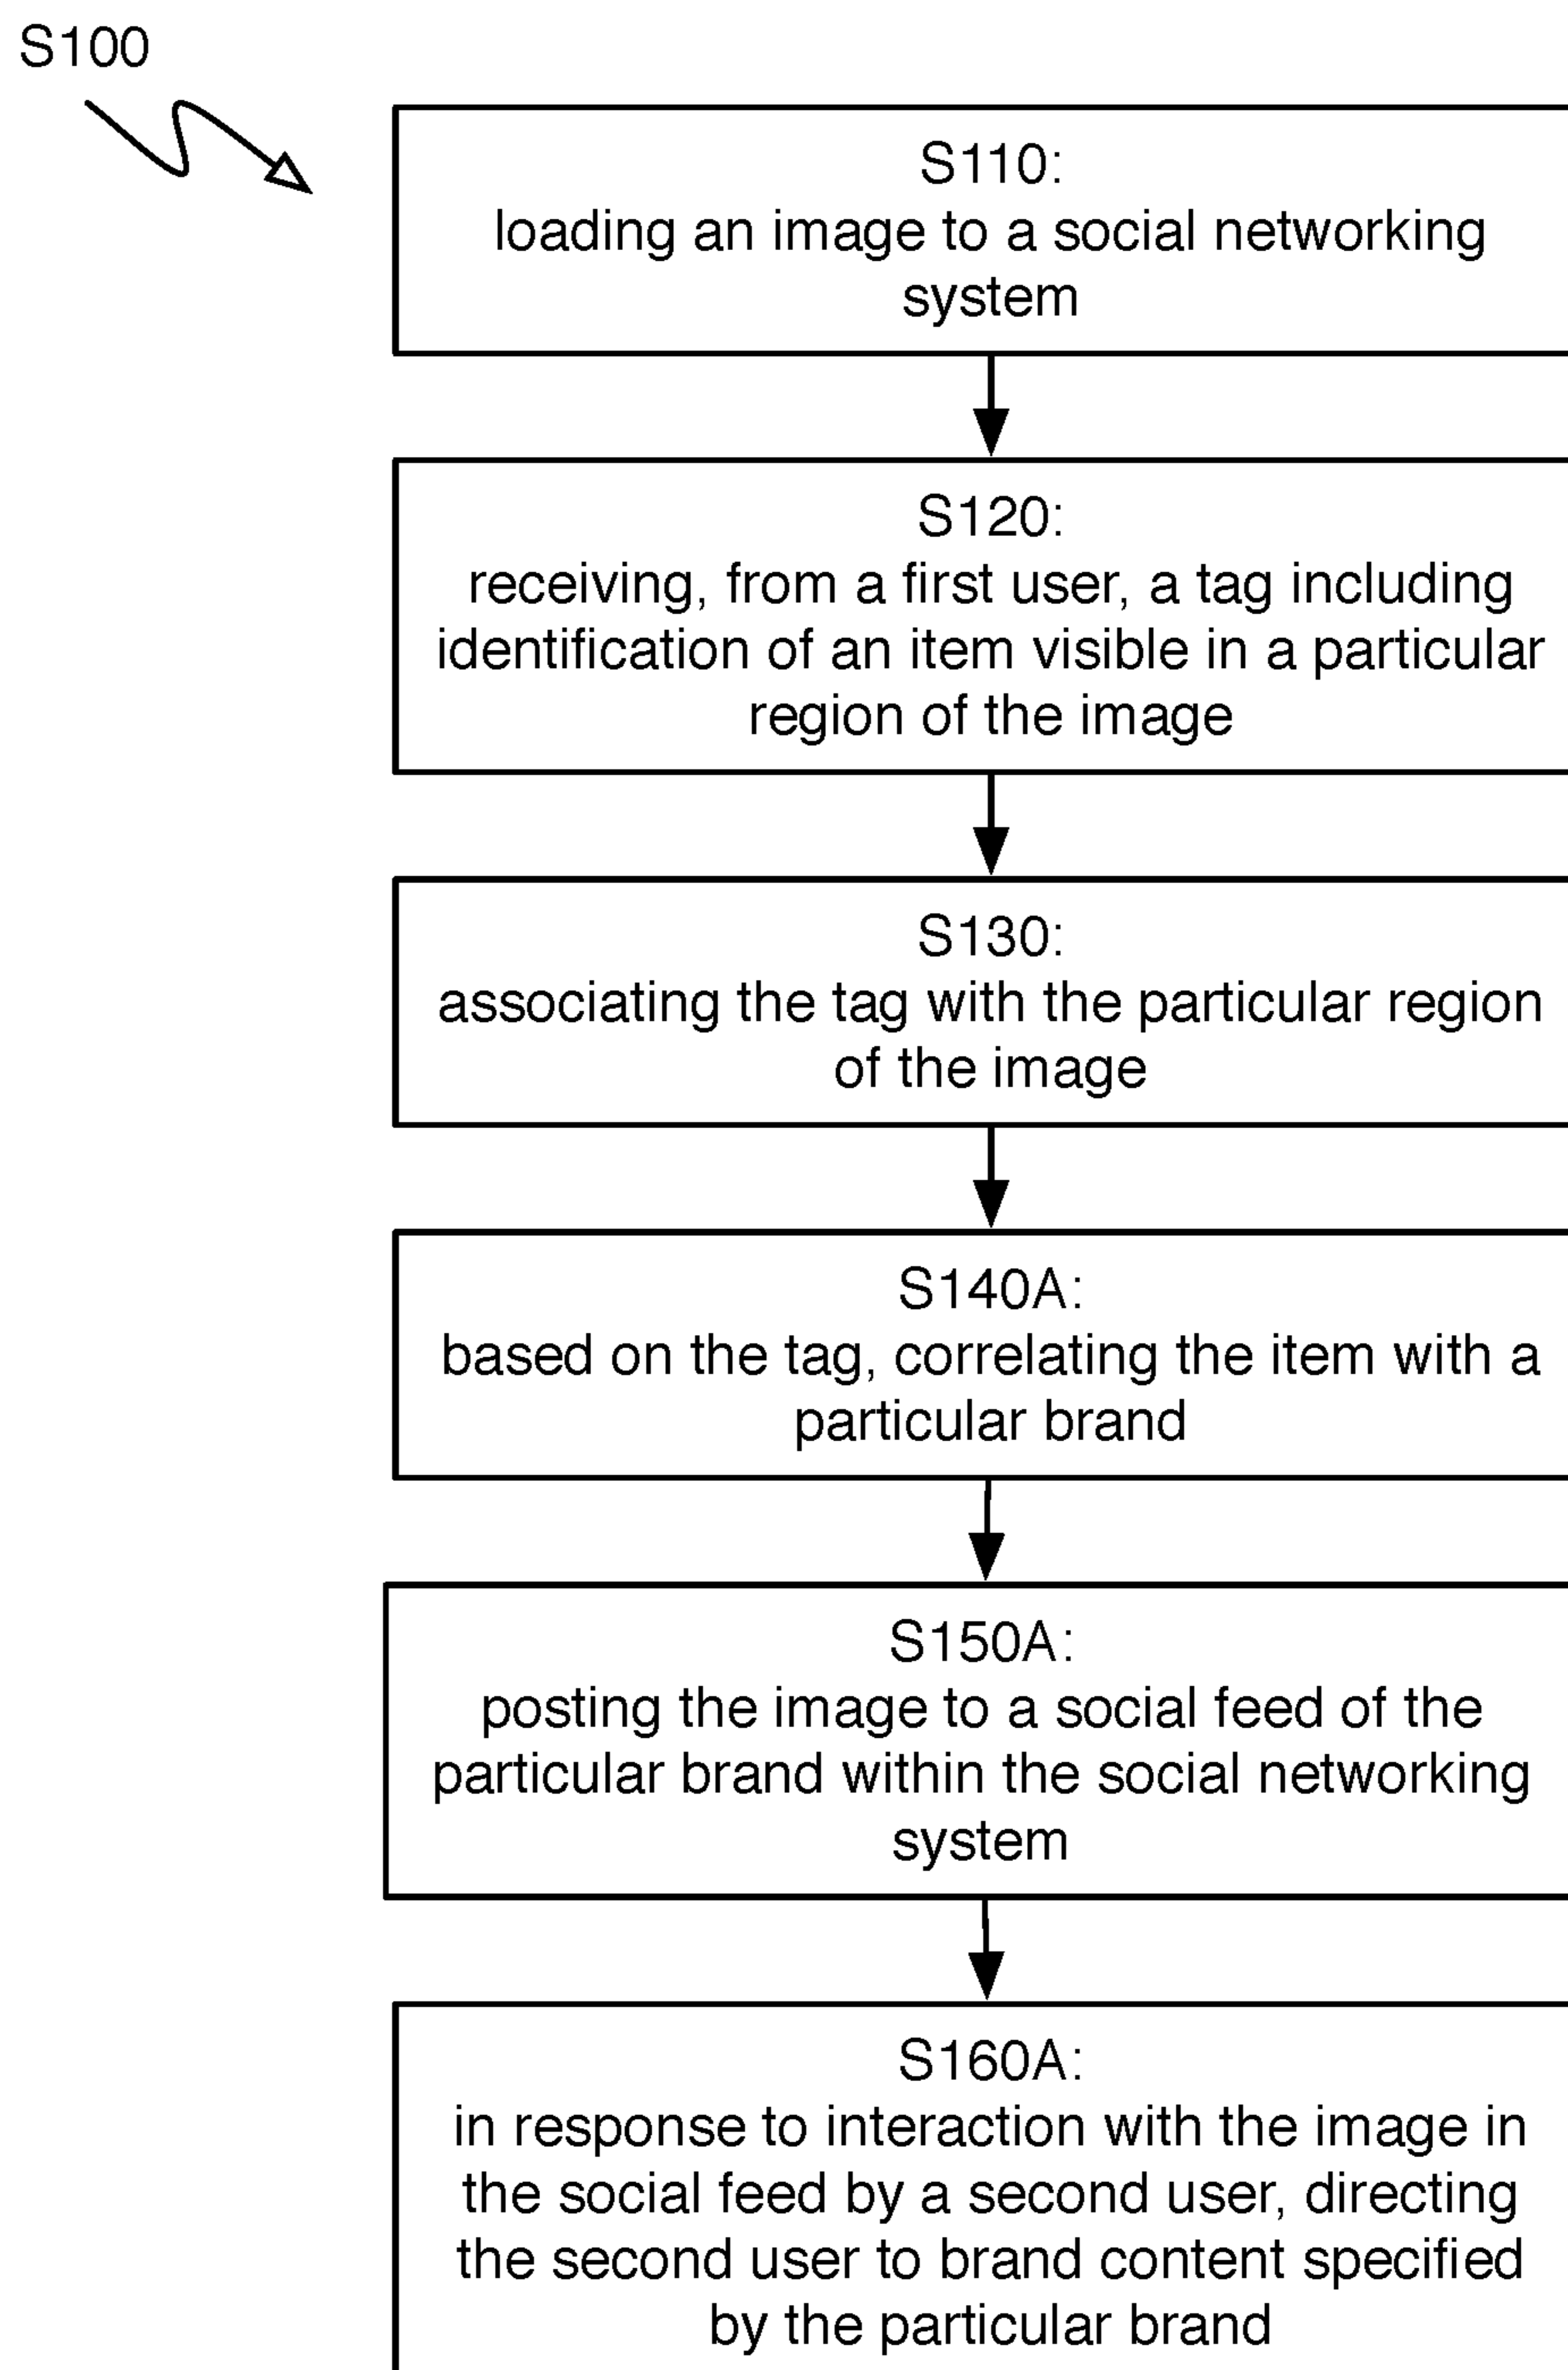 S100
S110:
loading an image to a social networking
system
S120:
receiving, from a first user, a tag including
identification of an item visible in a particular
region of the image
S130:
associating the tag with the particular region
of the image
S140A:
based on the tag, correlating the item with a
particular brand
S150A:
posting the image to a social feed of the
particular brand within the social networking
system
S160A:
in response to interaction with the image in
the social feed by a second user, directing
the second user to brand content specified
by the particular brand